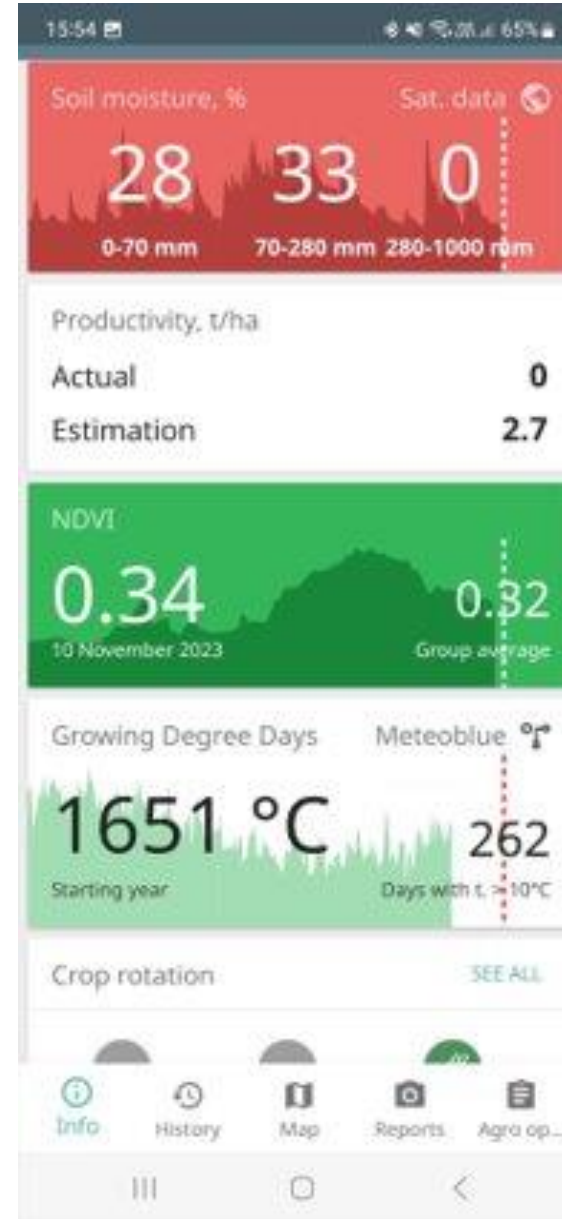 15:54 65%
Soil moisture, % Sat. data
28 33 0
0-70 mm 70-280 mm 280-1000 mm
Productivity, t/ha
Actual 0
Estimation 2.7
NDVI
0.34 0.32
10 November 2023 Group average
Growing Degree Days Meteoblue
1651 °C 262
Starting year Days with t. > 10°C
Crop rotation SEE ALL
Info History Map Reports Agro op...